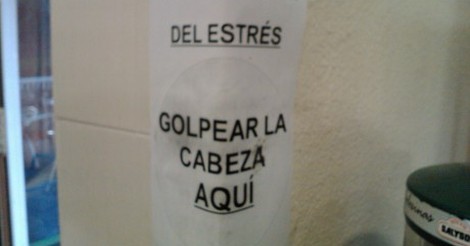 DEL ESTRÉS
GOLPEAR LA
CABEZA
AQUÍ